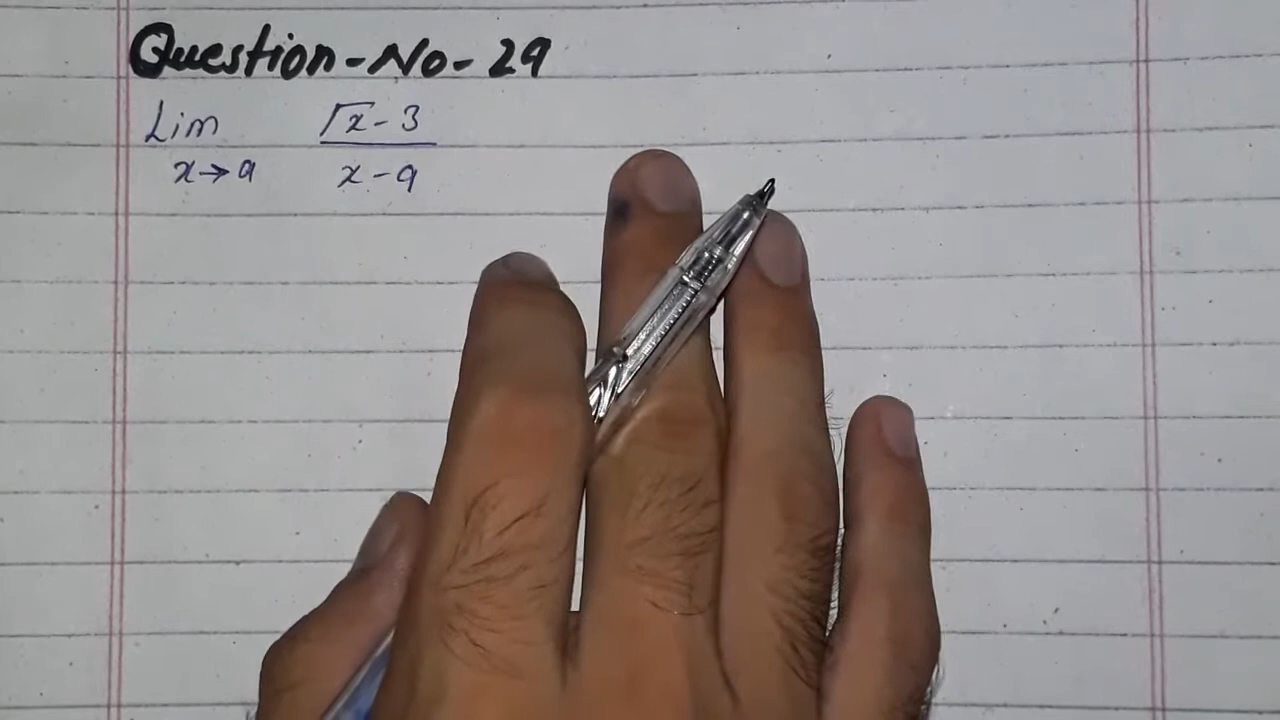 Question-No-29
Lim √x-3
x→9 x-9